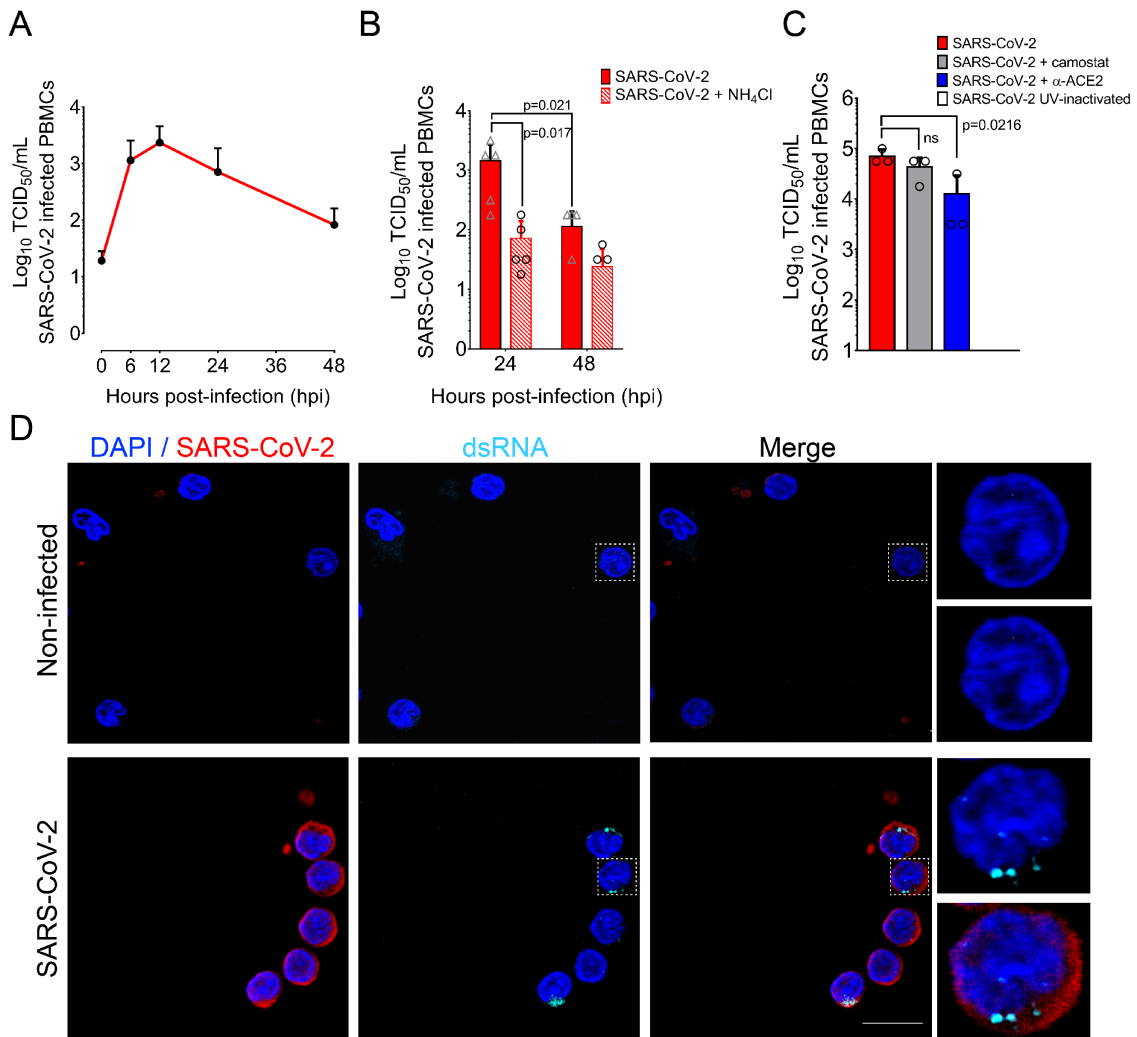 A
Log10 TCID50/mL
SARS-CoV-2 infected PBMCs
4
3
2
1
0
0 6 12 24 36 48
Hours post-infection (hpi)
B
SARS-CoV-2
SARS-CoV-2 + NH4Cl
Log10 TCID50/mL
SARS-CoV-2 infected PBMCs
4
3
2
1
0
p=0.021
p=0.017
24 48
Hours post-infection (hpi)
C
SARS-CoV-2
SARS-CoV-2 + camostat
SARS-CoV-2 + α-ACE2
SARS-CoV-2 UV-inactivated
Log10 TCID50/mL
SARS-CoV-2 infected PBMCs
6
5
4
3
2
1
ns
p=0.0216
D
DAPI / SARS-CoV-2
dsRNA
Merge
Non-infected
SARS-CoV-2